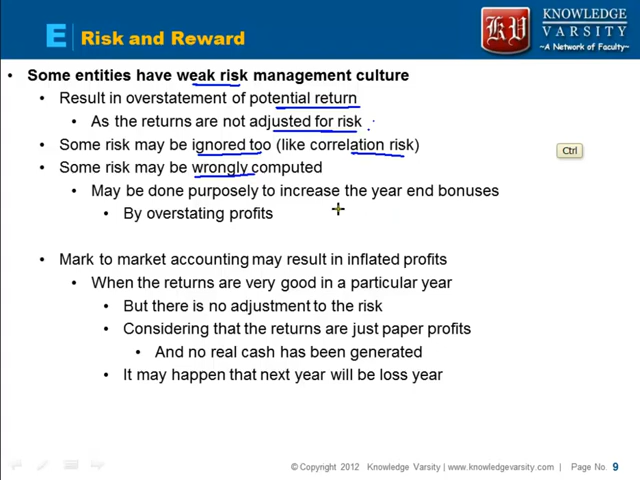 E Risk and Reward
KV KNOWLEDGE
VARSITY
~A Network of Faculty~
• Some entities have weak risk management culture
• Result in overstatement of potential return
• As the returns are not adjusted for risk
• Some risk may be ignored too (like correlation risk)
Ctrl
• Some risk may be wrongly computed
• May be done purposely to increase the year end bonuses
• By overstating profits
• Mark to market accounting may result in inflated profits
• When the returns are very good in a particular year
• But there is no adjustment to the risk
• Considering that the returns are just paper profits
• And no real cash has been generated
• It may happen that next year will be loss year
© Copyright 2012 Knowledge Varsity | www.knowledgevarsity.com | Page No. 9